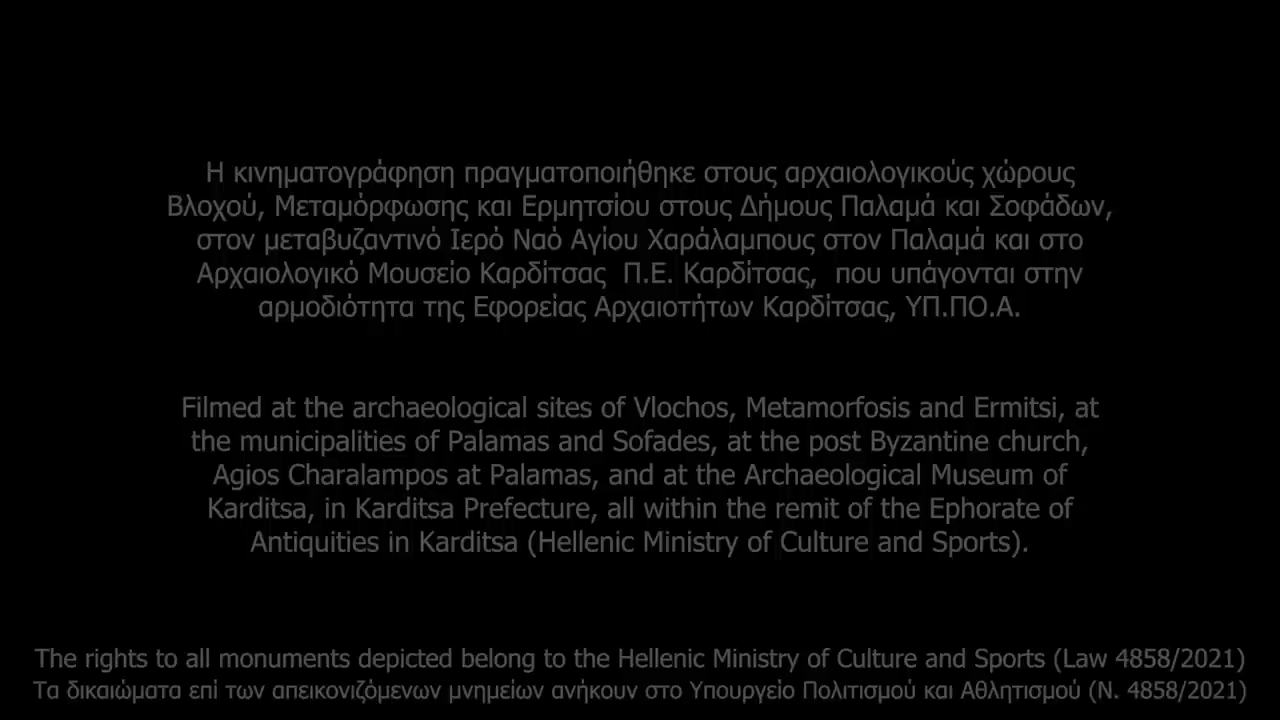 Η κινηματογράφηση πραγματοποιήθηκε στους αρχαιολογικούς χώρους
Βλοχού, Μεταμόρφωσης και Ερμητσίου στους Δήμους Παλαμά και Σοφάδων,
στον μεταβυζαντινό Ιερό Ναό Αγίου Χαράλαμπους στον Παλαμά και στο
Αρχαιολογικό Μουσείο Καρδίτσας Π.Ε. Καρδίτσας, που υπάγονται στην
αρμοδιότητα της Εφορείας Αρχαιοτήτων Καρδίτσας, ΥΠ.ΠΟ.Α.
Filmed at the archaeological sites of Vlochos, Metamorfosis and Ermitsi, at
the municipalities of Palamas and Sofades, at the post Byzantine church,
Agios Charalampos at Palamas, and at the Archaeological Museum of
Karditsa, in Karditsa Prefecture, all within the remit of the Ephorate of
Antiquities in Karditsa (Hellenic Ministry of Culture and Sports).
The rights to all monuments depicted belong to the Hellenic Ministry of Culture and Sports (Law 4858/2021)
Τα δικαιώματα επί των απεικονιζόμενων μνημείων ανήκουν στο Υπουργείο Πολιτισμού και Αθλητισμού (Ν. 4858/2021)